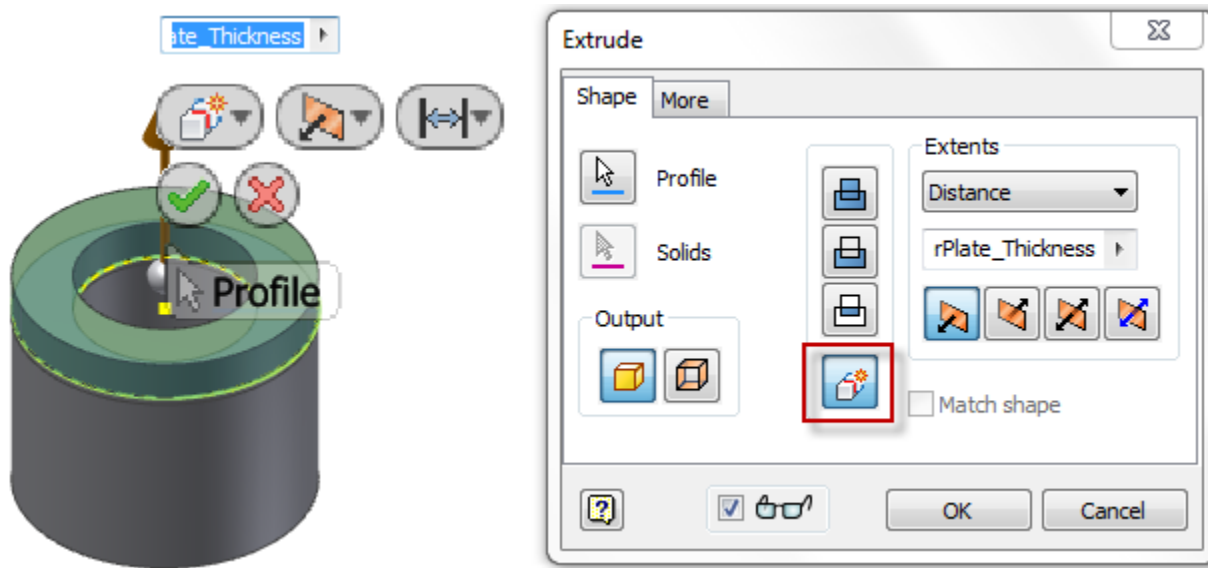 ate_Thickness
Profile
Extrude
Shape
More
Profile
Solids
Output
Extents
Distance
rPlate_Thickness
Match shape
OK
Cancel